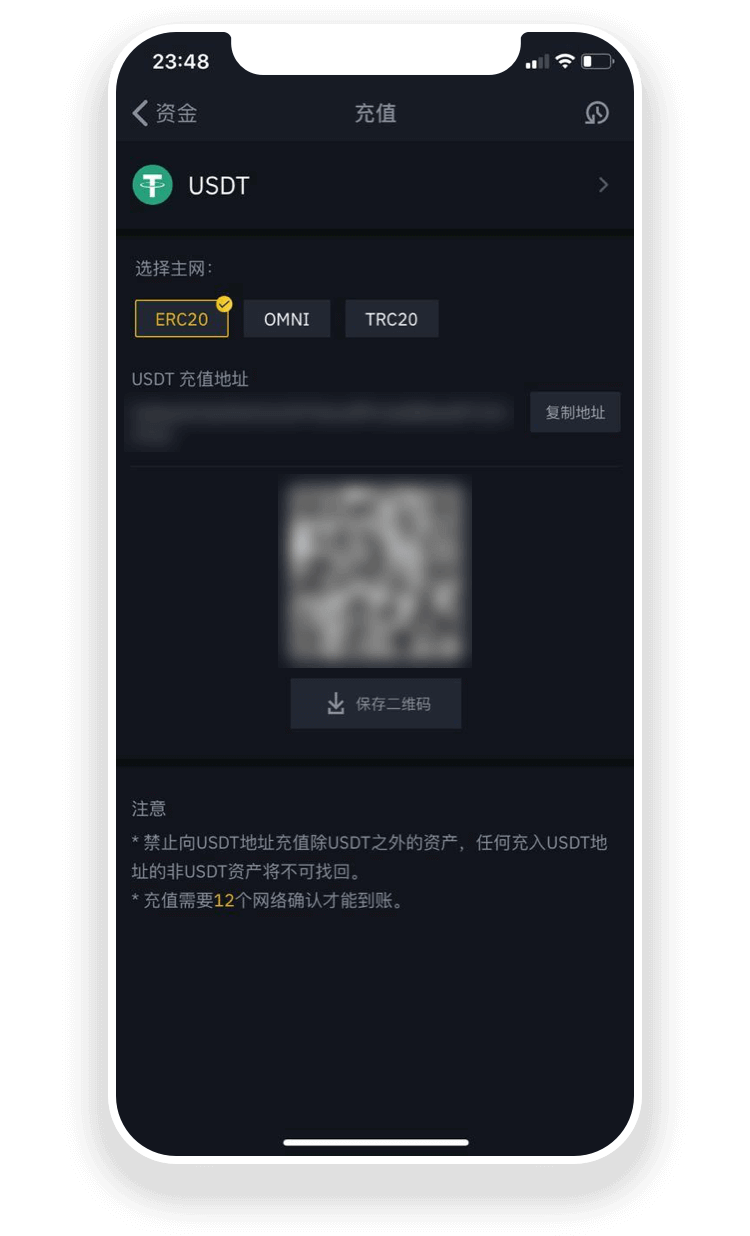 23:48
资金
充值
USDT
选择主网:
ERC20
OMNI
TRC20
USDT 充值地址
复制地址
保存二维码
注意
* 禁止向USDT地址充值除USDT之外的资产，任何充入USDT地
址的非USDT资产将不可找回。
* 充值需要12个网络确认才能到账。